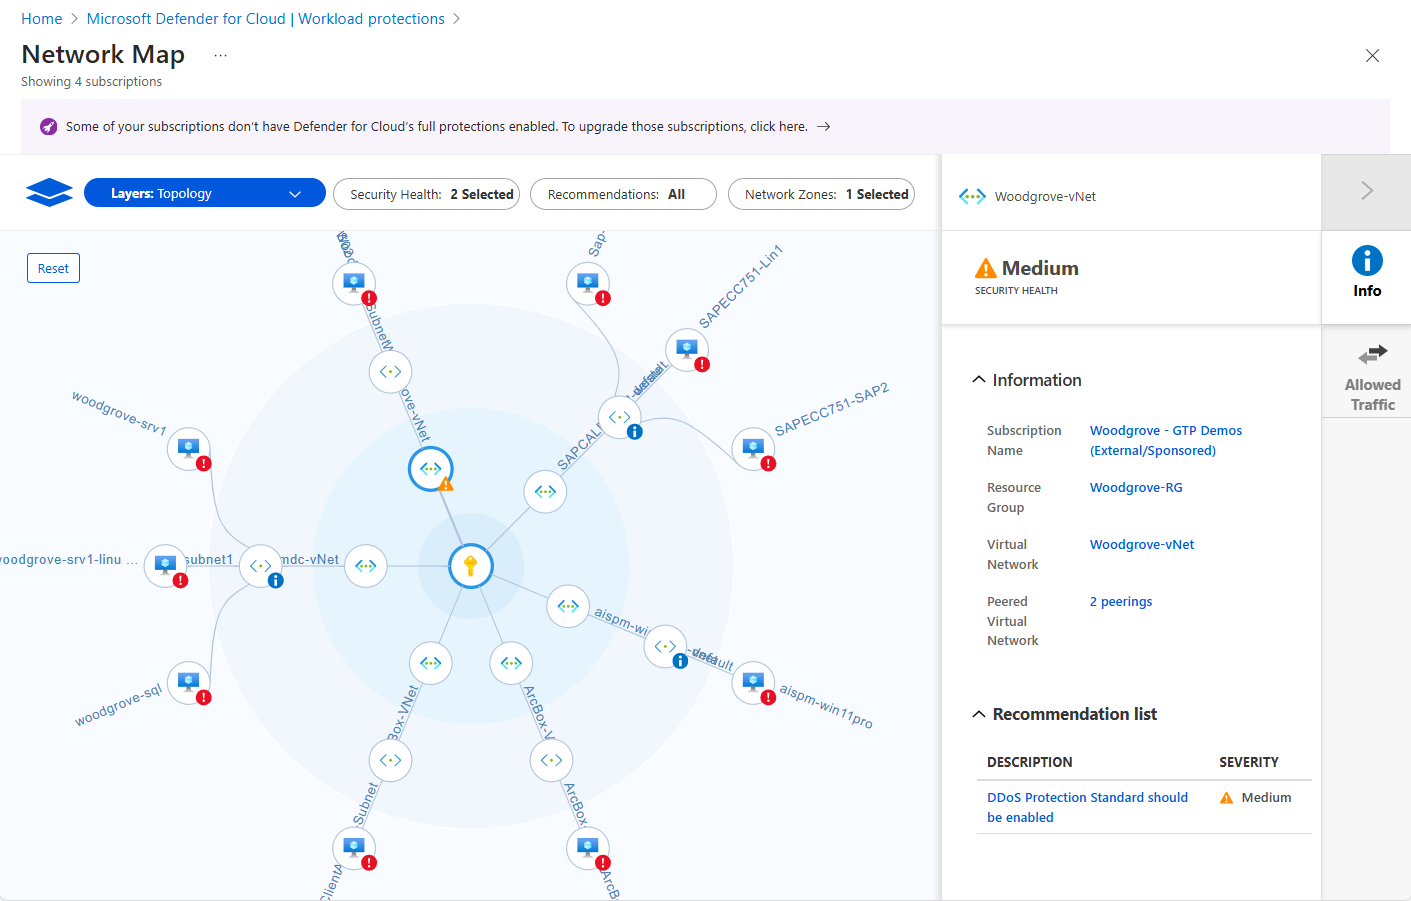 Home > Microsoft Defender for Cloud | Workload protections >
Network Map ...
Showing 4 subscriptions
Some of your subscriptions don't have Defender for Cloud's full protections enabled. To upgrade those subscriptions, click here. →
Layers: Topology
Security Health: 2 Selected
Recommendations: All
Network Zones: 1 Selected
Reset
Sap-
SAPECC751-Lin1
SAPECC751-SAP2
SAPCAL
ove-vNet
woodgrove-srv1
woodgrove-srv1-linu ...
subnet1
mdc-vNet
woodgrove-sql
Box-VNet
Subnet
ClientA
ArcBox-V
ArcBox-
ArcB
aispm-wi
aispm-win11pro
Woodgrove-vNet
Medium
SECURITY HEALTH
Information
Subscription Name
Woodgrove - GTP Demos
(External/Sponsored)
Resource Group
Woodgrove-RG
Virtual Network
Woodgrove-vNet
Peered Virtual Network
2 peerings
Recommendation list
DESCRIPTION SEVERITY
DDoS Protection Standard should
be enabled
Medium
Info
Allowed
Traffic